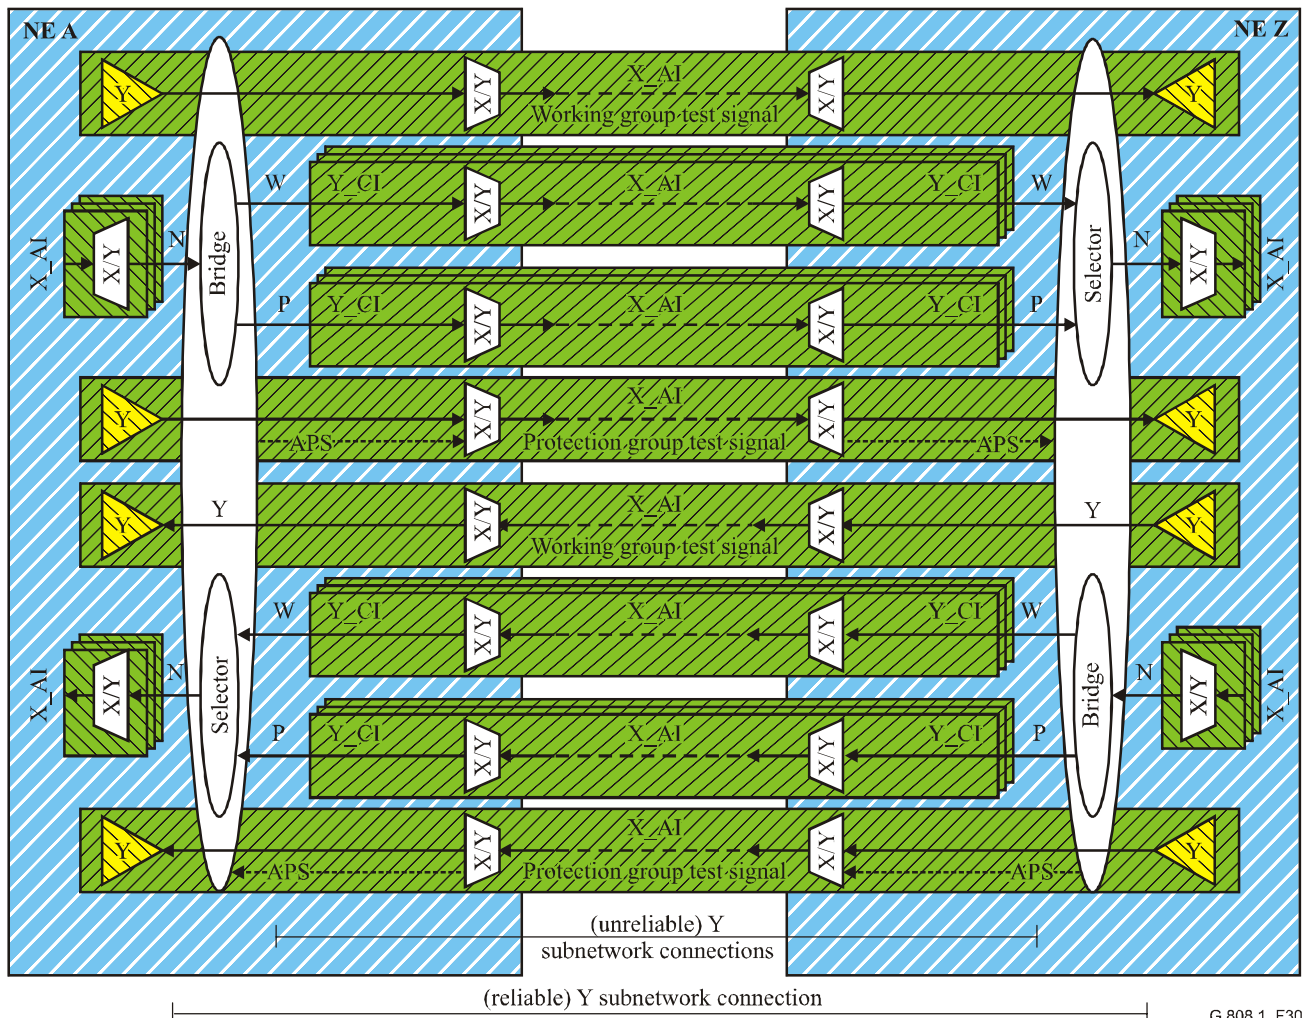 NE A
NE Z
Y X/Y X_AI X/Y Y
Working group test signal
W Y_CI X/Y X_AI X/Y Y_CI W
X_AI X/Y N Bridge Selector N X/Y X_AI
P Y_CI X/Y X_AI X/Y Y_CI P
Y X/Y X_AI X/Y Y
APS Protection group test signal APS
Y Y X/Y X_AI X/Y Y Y
Working group test signal
W Y_CI X/Y X_AI X/Y Y_CI W
X_AI X/Y N Selector Bridge N X/Y X_AI
P Y_CI X/Y X_AI X/Y Y_CI P
Y X/Y X_AI X/Y Y
APS Protection group test signal APS
(unreliable) Y
subnetwork connections
(reliable) Y subnetwork connection
G.808.1_F30